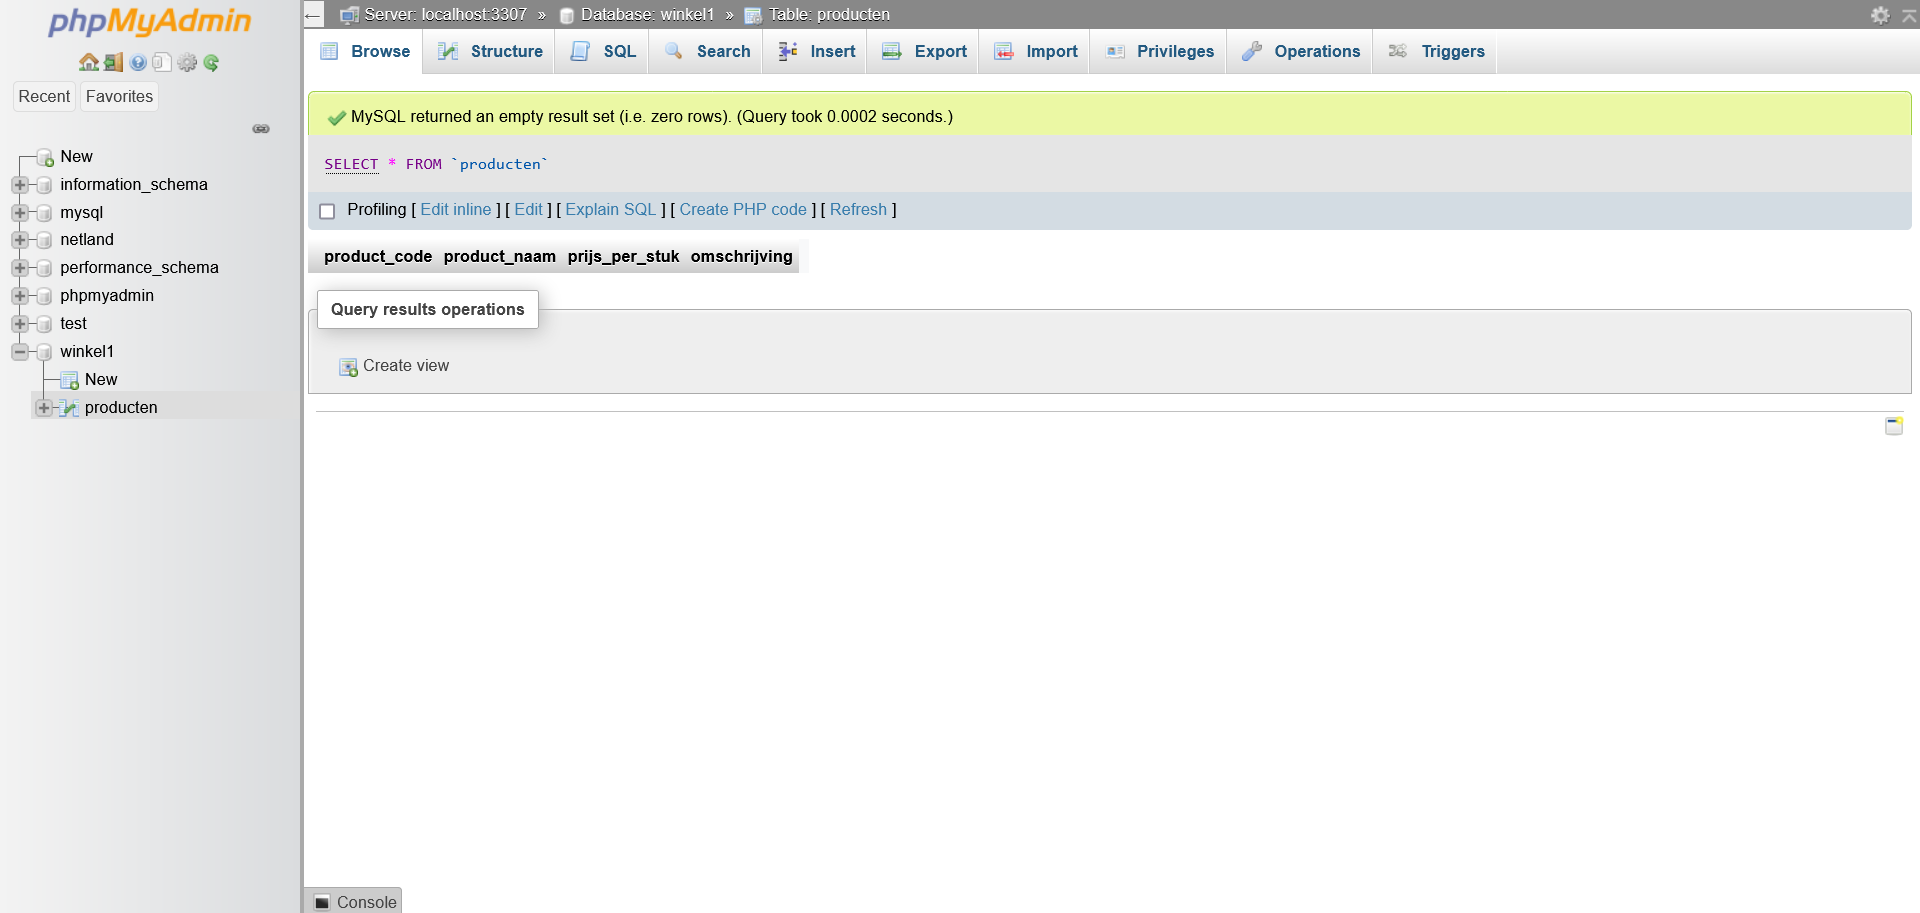 phpMyAdmin
Recent Favorites
New
information_schema
mysql
netland
performance_schema
phpmyadmin
test
winkel1
New
producten
← Server: localhost:3307 » Database: winkel1 » Table: producten
Browse Structure SQL Search Insert Export Import Privileges Operations Triggers
MySQL returned an empty result set (i.e. zero rows). (Query took 0.0002 seconds.)
SELECT * FROM `producten`
Profiling [ Edit inline ] [ Edit ] [ Explain SQL ] [ Create PHP code ] [ Refresh ]
product_code product_naam prijs_per_stuk omschrijving
Query results operations
Create view
Console